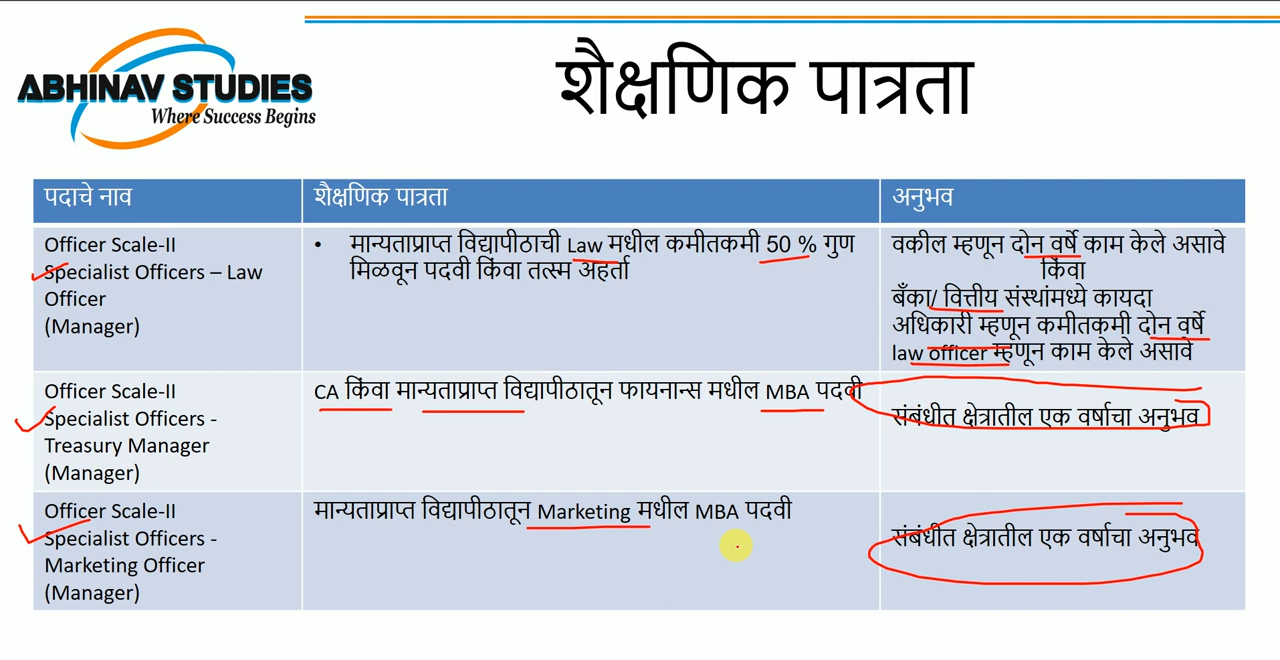 ABHINAV STUDIES
Where Success Begins
शैक्षणिक पात्रता
पदाचे नाव
शैक्षणिक पात्रता
अनुभव
Officer Scale-II
Specialist Officers – Law
Officer
(Manager)
• मान्यताप्राप्त विद्यापीठाची Law मधील कमीतकमी 50 % गुण
मिळवून पदवी किंवा तत्सम अहर्ता
वकील म्हणून दोन वर्षे काम केले असावे
किंवा
बँका/ वित्तीय संस्थांमध्ये कायदा
अधिकारी म्हणून कमीतकमी दोन वर्षे
law officer म्हणून काम केले असावे
Officer Scale-II
Specialist Officers -
Treasury Manager
(Manager)
CA किंवा मान्यताप्राप्त विद्यापीठातून फायनान्स मधील MBA पदवी
संबंधीत क्षेत्रातील एक वर्षाचा अनुभव
Officer Scale-II
Specialist Officers -
Marketing Officer
(Manager)
मान्यताप्राप्त विद्यापीठातून Marketing मधील MBA पदवी
संबंधीत क्षेत्रातील एक वर्षाचा अनुभव